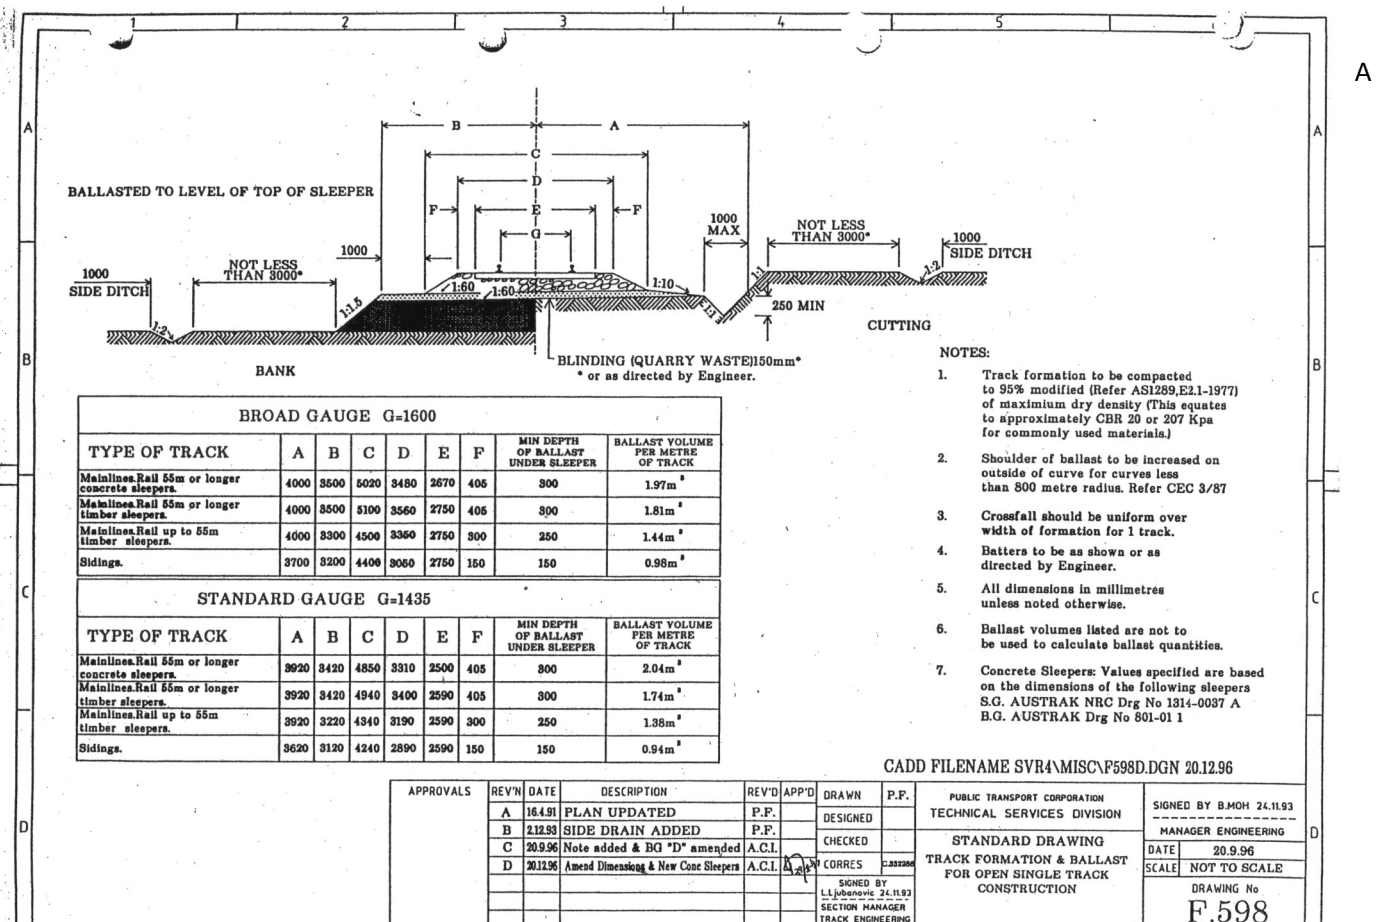 1 2 3 4 5
A
A A
B A
C
BALLASTED TO LEVEL OF TOP OF SLEEPER
D
F E F
G
1000 MAX
NOT LESS THAN 3000*
1000
SIDE DITCH
1000
NOT LESS THAN 3000*
1000
SIDE DITCH
1:2
1:1.5
1:60
1:60
1:10
1:1
1:1
1:2
250 MIN
CUTTING
BANK
BLINDING (QUARRY WASTE)150mm*
* or as directed by Engineer.
B B
NOTES:
1. Track formation to be compacted
to 95% modified (Refer AS1289,E2.1-1977)
of maximium dry density (This equates
to approximately CBR 20 or 207 Kpa
for commonly used materials.)
2. Shoulder of ballast to be increased on
outside of curve for curves less
than 800 metre radius. Refer CEC 3/87
3. Crossfall should be uniform over
width of formation for 1 track.
4. Batters to be as shown or as
directed by Engineer.
5. All dimensions in millimetres
unless noted otherwise.
6. Ballast volumes listed are not to
be used to calculate ballast quantities.
7. Concrete Sleepers: Values specified are based
on the dimensions of the following sleepers
S.G. AUSTRAK NRC Drg No 1314-0037 A
B.G. AUSTRAK Drg No 801-01 1
BROAD GAUGE G=1600
TYPE OF TRACK A B C D E F MIN DEPTH OF BALLAST UNDER SLEEPER BALLAST VOLUME PER METRE OF TRACK
Mainlines.Rail 55m or longer concrete sleepers. 4000 3500 5020 3480 2670 405 300 1.97m³
Mainlines.Rail 55m or longer timber sleepers. 4000 3500 5100 3560 2750 405 300 1.81m³
Mainlines.Rail up to 55m timber sleepers. 4000 3300 4500 3350 2750 300 250 1.44m³
Sidings. 3700 3200 4400 3050 2750 150 150 0.98m³
C C
STANDARD GAUGE G=1435
TYPE OF TRACK A B C D E F MIN DEPTH OF BALLAST UNDER SLEEPER BALLAST VOLUME PER METRE OF TRACK
Mainlines.Rail 55m or longer concrete sleepers. 3920 3420 4850 3310 2500 405 300 2.04m³
Mainlines.Rail 55m or longer timber sleepers. 3920 3420 4940 3400 2590 405 300 1.74m³
Mainlines.Rail up to 55m timber sleepers. 3920 3220 4340 3190 2590 300 250 1.38m³
Sidings. 3620 3120 4240 2890 2590 150 150 0.94m³
CADD FILENAME SVR4\MISC\F598D.DGN 20.12.96
D D
APPROVALS
REV'N DATE DESCRIPTION REV'D APP'D
A 16.4.91 PLAN UPDATED P.F.
B 2.12.93 SIDE DRAIN ADDED P.F.
C 20.9.96 Note added & BG "D" amended A.C.I.
D 20.12.96 Amend Dimensions & New Conc Sleepers A.C.I.
DRAWN P.F.
DESIGNED
CHECKED
CORRES
SIGNED BY
L.Ljubanovic 24.11.93
SECTION MANAGER
TRACK ENGINEERING
PUBLIC TRANSPORT CORPORATION
TECHNICAL SERVICES DIVISION
STANDARD DRAWING
TRACK FORMATION & BALLAST
FOR OPEN SINGLE TRACK
CONSTRUCTION
SIGNED BY B.MOH 24.11.93
MANAGER ENGINEERING
DATE 20.9.96
SCALE NOT TO SCALE
DRAWING No
F.598